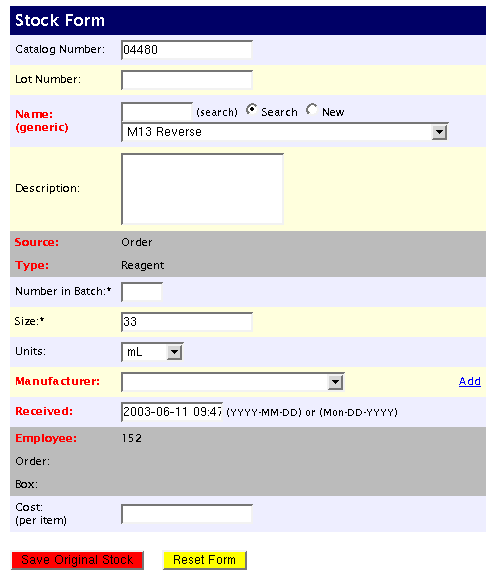 Stock Form
Catalog Number: 04480
Lot Number:
Name: (search) Search New
(generic) M13 Reverse
Description:
Source: Order
Type: Reagent
Number in Batch:*
Size:* 33
Units: mL
Manufacturer: Add
Received: 2003-06-11 09:47 (YYYY-MM-DD) or (Mon-DD-YYYY)
Employee: 152
Order:
Box:
Cost:
(per item)
Save Original Stock Reset Form